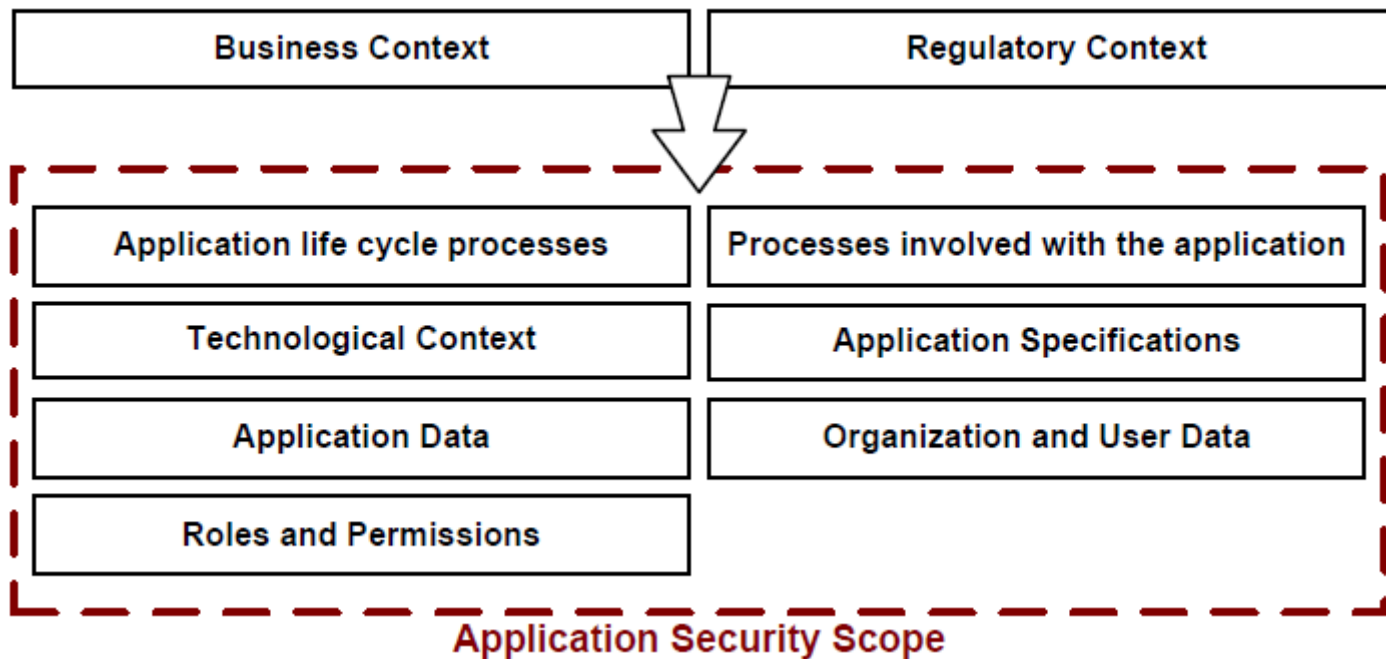 Business Context
Regulatory Context
Application life cycle processes
Processes involved with the application
Technological Context
Application Specifications
Application Data
Organization and User Data
Roles and Permissions
Application Security Scope